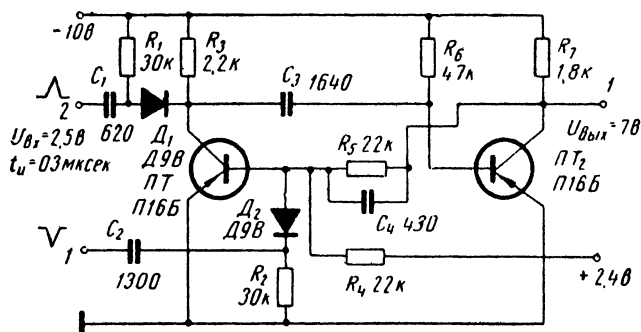 -10в
R₁
30к
R₃
2,2к
R₆
47к
R₇
1,8к
C₁
C₃ 1640
1
2
620
Uвх=2,5в
tи=03мксек
Д₁
Д9В
ПТ
П16Б
R₅ 22к
C₄ 430
Uвых=7в
ПТ₂
П16Б
Д₂
Д9В
1
C₂
1300
R₂
30к
R₄ 22к
+2,4в